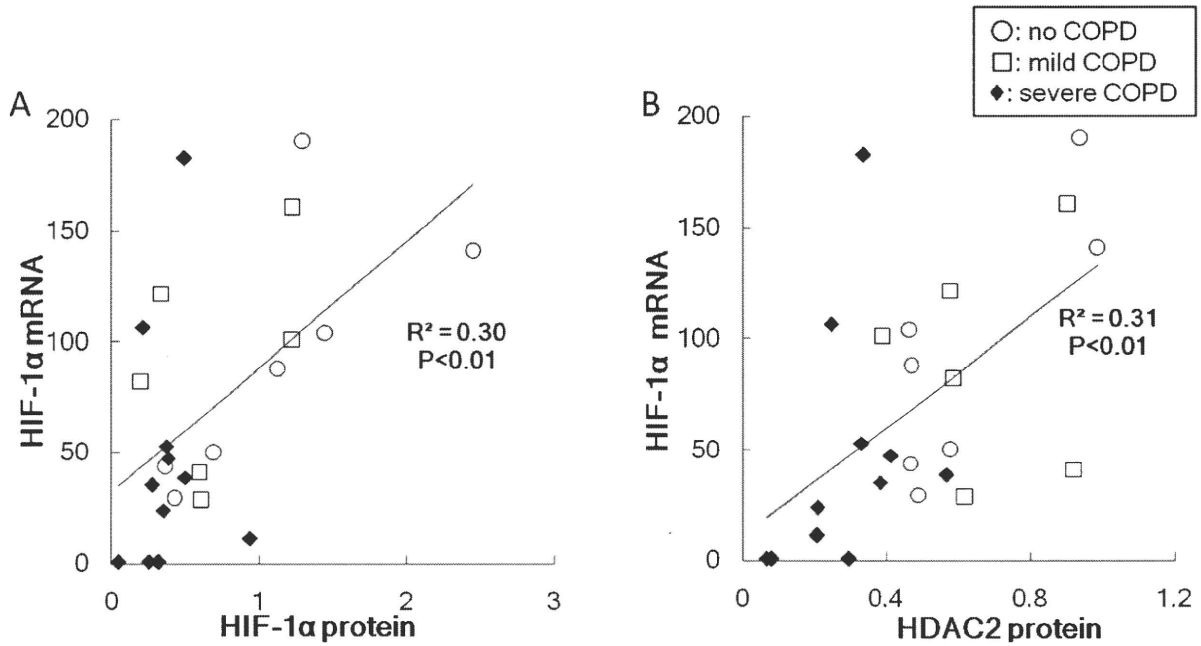 ○: no COPD
□: mild COPD
◆: severe COPD
A
200
150
100
50
0
HIF-1α mRNA
R² = 0.30
P<0.01
0 1 2 3
HIF-1α protein
B
200
150
100
50
0
HIF-1α mRNA
R² = 0.31
P<0.01
0 0.4 0.8 1.2
HDAC2 protein